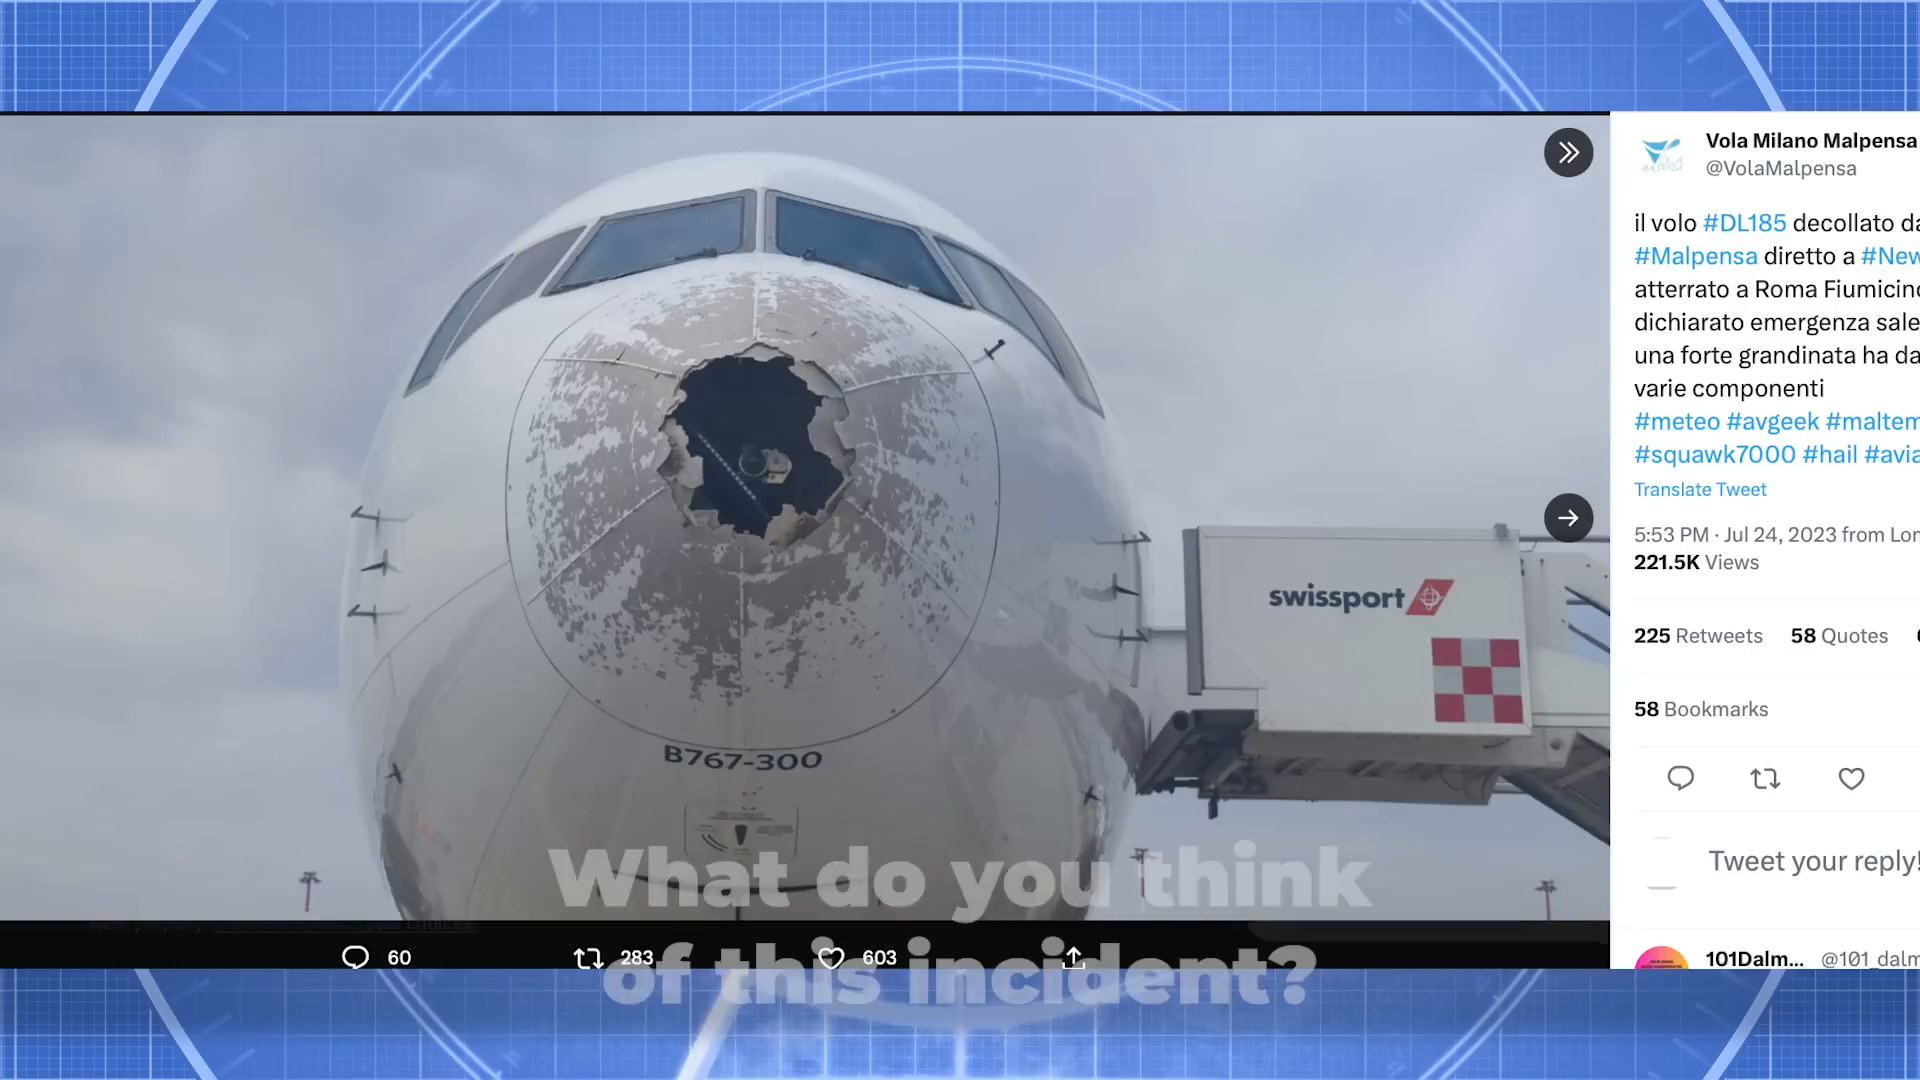 Vola Milano Malpensa
@VolaMalpensa
il volo #DL185 decollato da
#Malpensa diretto a #New
atterrato a Roma Fiumicino
dichiarato emergenza sale
una forte grandinata ha da
varie componenti
#meteo #avgeek #maltem
#squawk7000 #hail #avia
Translate Tweet
5:53 PM · Jul 24, 2023 from Lon
221.5K Views
225 Retweets 58 Quotes
58 Bookmarks
Tweet your reply!
101Dalm... @101_dalm
swissport
B767-300
What do you think
of this incident?
60 283 603